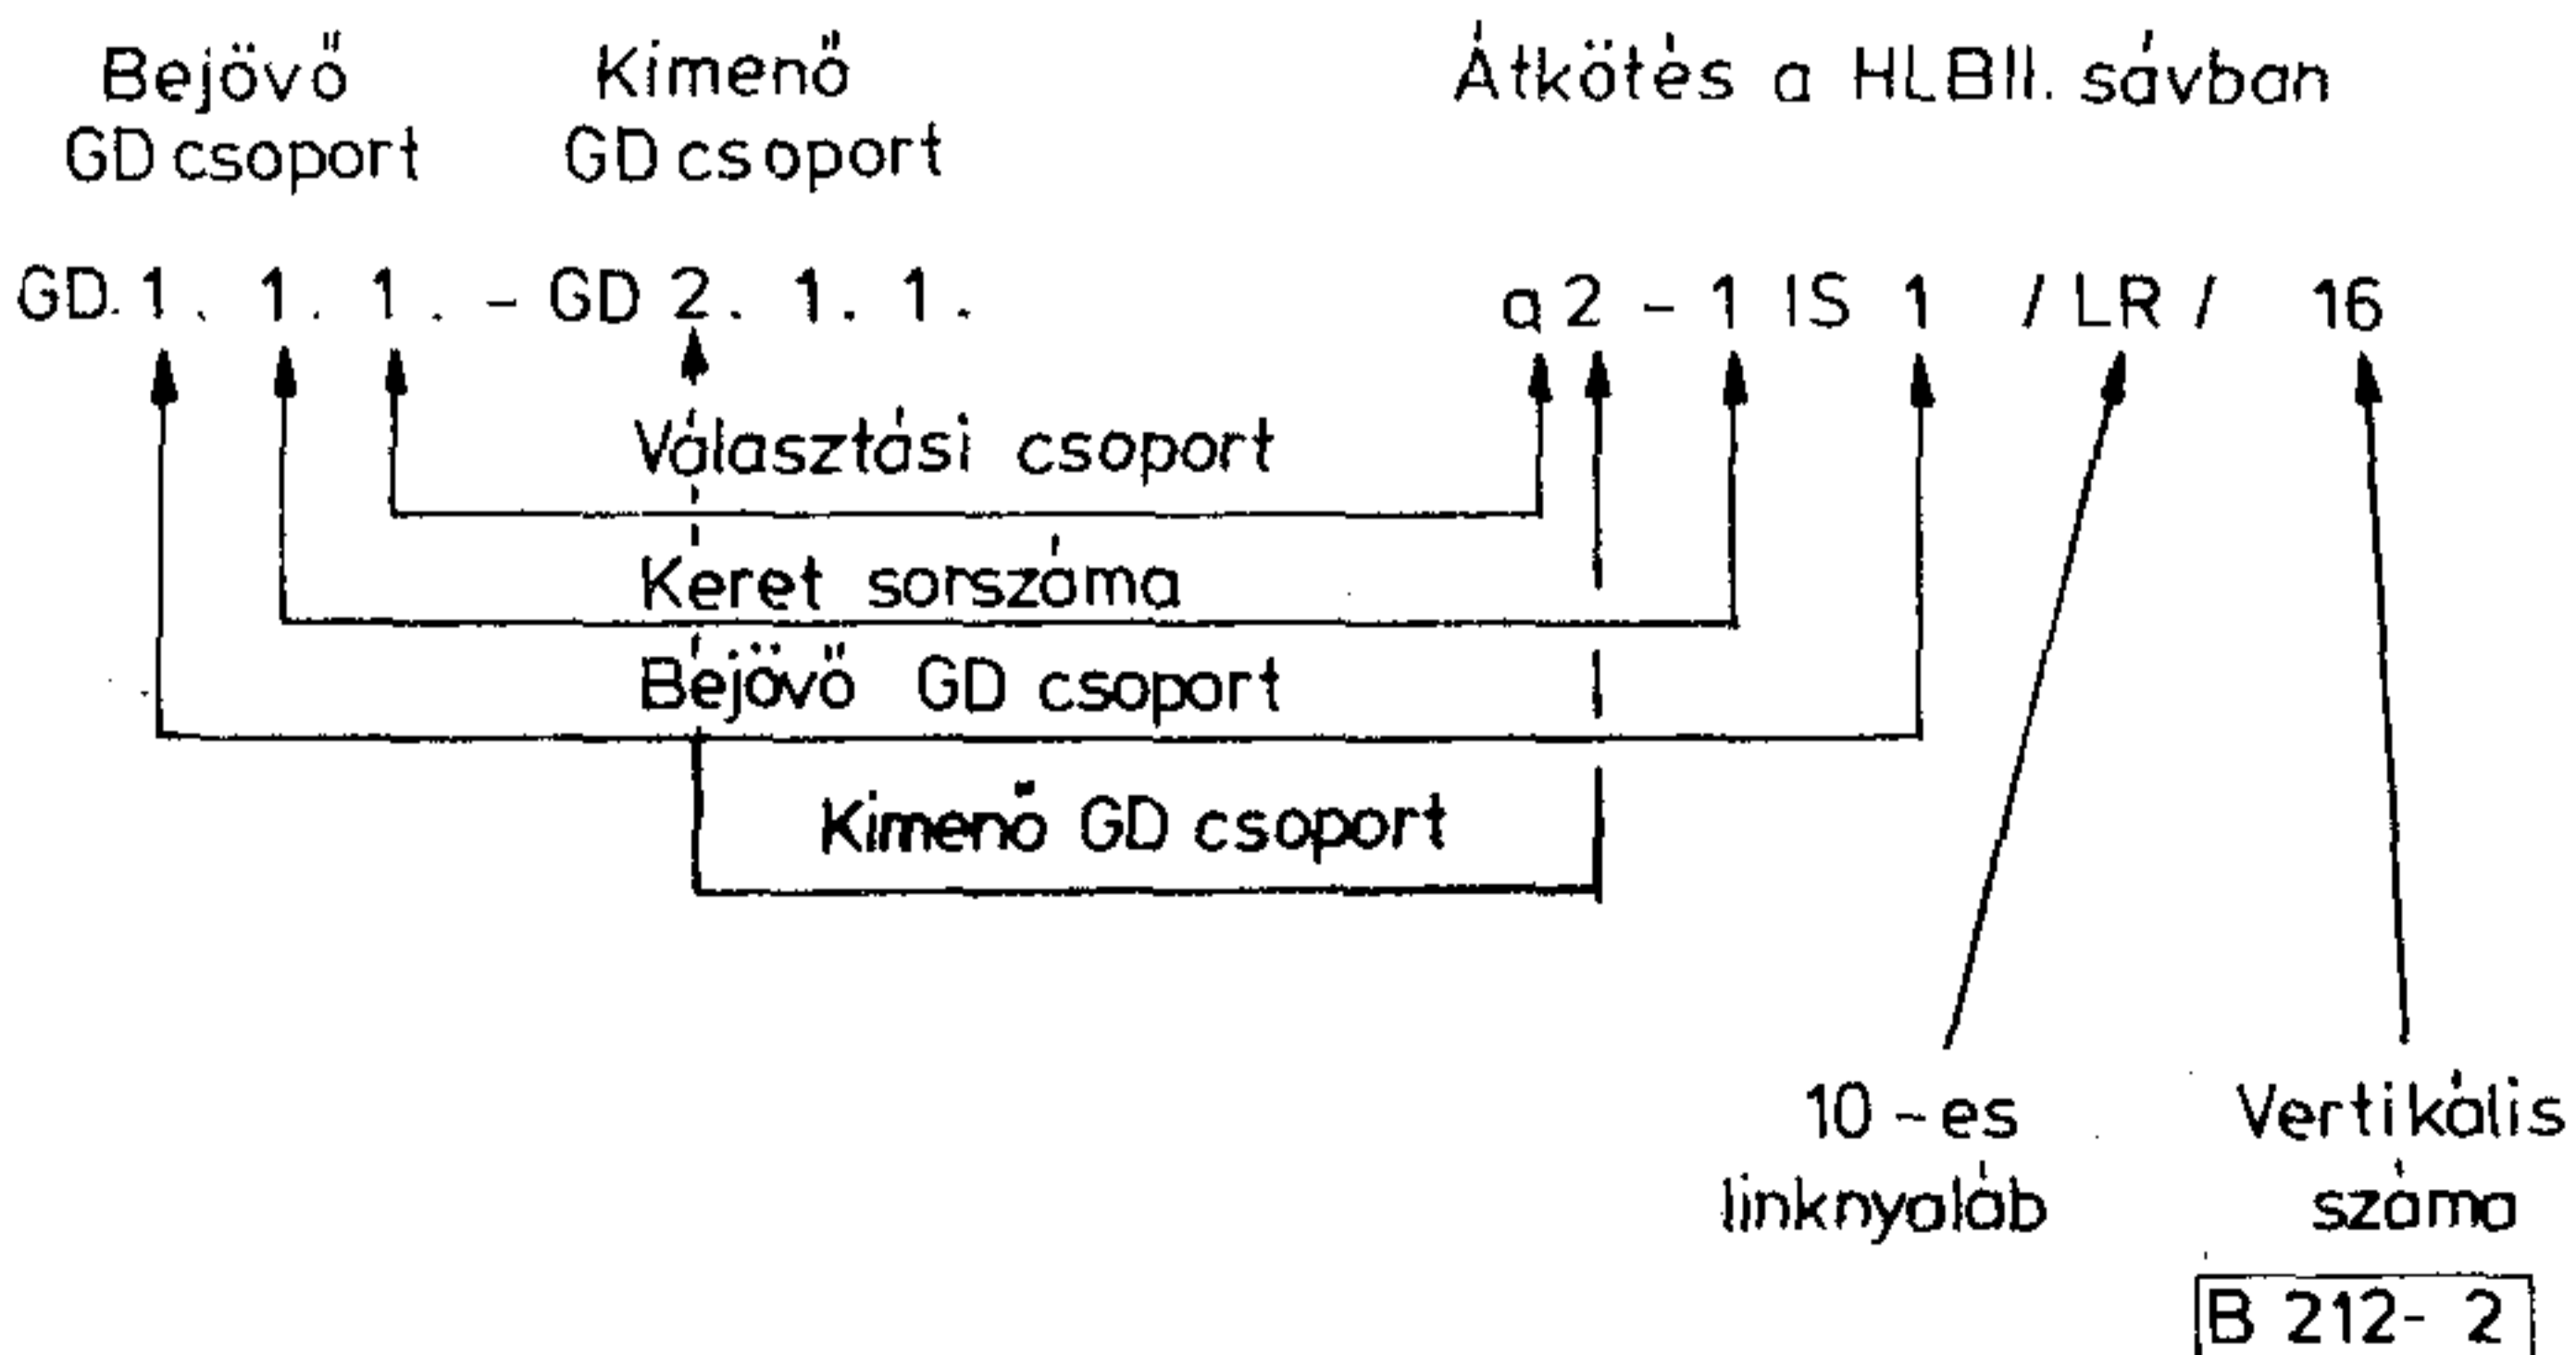 Bejövő
GD csoport
Kimenő
GD csoport
Átkötés a HLBII. sávban
GD.1. 1. 1. - GD 2. 1. 1.
a 2 - 1 IS 1 / LR / 16
Választási csoport
Keret sorszáma
Bejövő GD csoport
Kimenő GD csoport
10 - es
linknyaláb
Vertikális
száma
B 212- 2